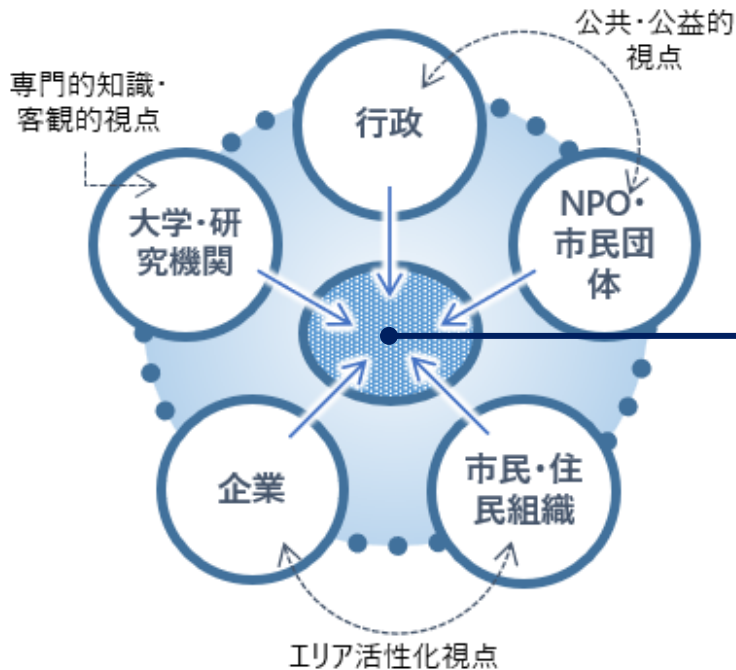 公共・公益的
視点
専門的知識・
客観的視点
行政
大学・研
究機関
NPO・
市民団
体
企業
市民・住
民組織
エリア活性化視点